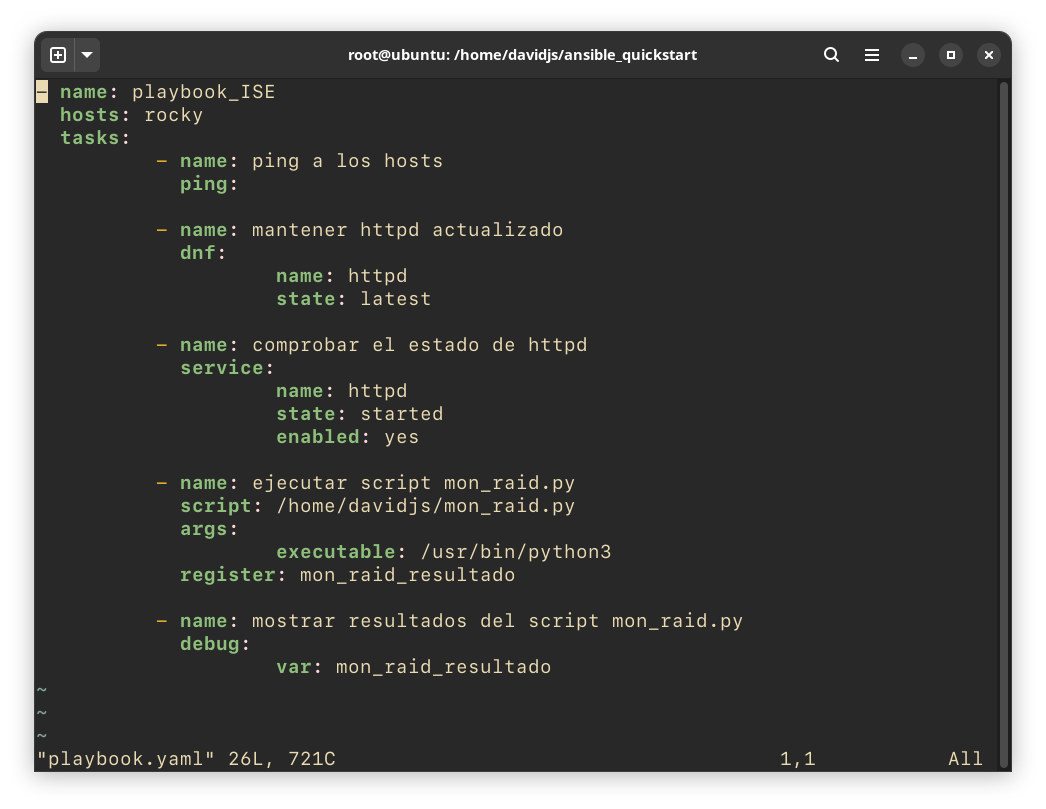 root@ubuntu: /home/davidjs/ansible_quickstart
- name: playbook_ISE
  hosts: rocky
  tasks:
          - name: ping a los hosts
            ping:

          - name: mantener httpd actualizado
            dnf:
                    name: httpd
                    state: latest

          - name: comprobar el estado de httpd
            service:
                    name: httpd
                    state: started
                    enabled: yes

          - name: ejecutar script mon_raid.py
            script: /home/davidjs/mon_raid.py
            args:
                    executable: /usr/bin/python3
            register: mon_raid_resultado

          - name: mostrar resultados del script mon_raid.py
            debug:
                    var: mon_raid_resultado
~
~
~
"playbook.yaml" 26L, 721C                                     1,1           All